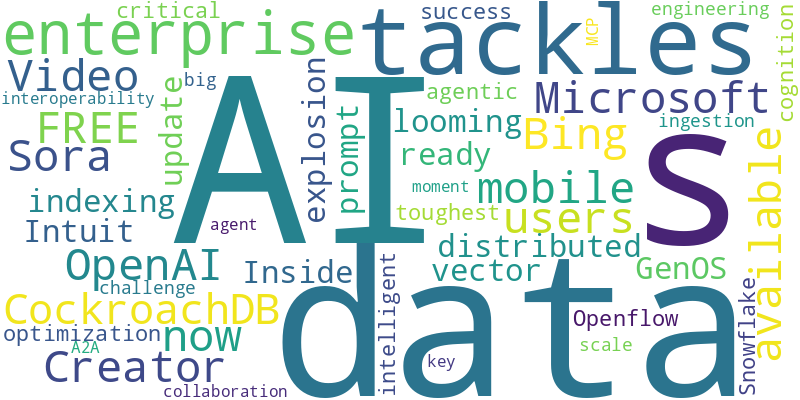 critical
success
engineering
enterprise
tackles
MCP
cognition
Video
big
interoperability
update
explosion
agentic
Microsoft
FREE
AI
prompt
looming
Bing
ingestion
Sora
ready
s
available
moment
mobile
indexing
toughest
users
Intuit
agent
distributed
OpenAI
Inside
vector
GenOS
challenge
intelligent
Snowflake
CockroachDB
data
Openflow
optimization
now
A2A
scale
Creator
key
collaboration